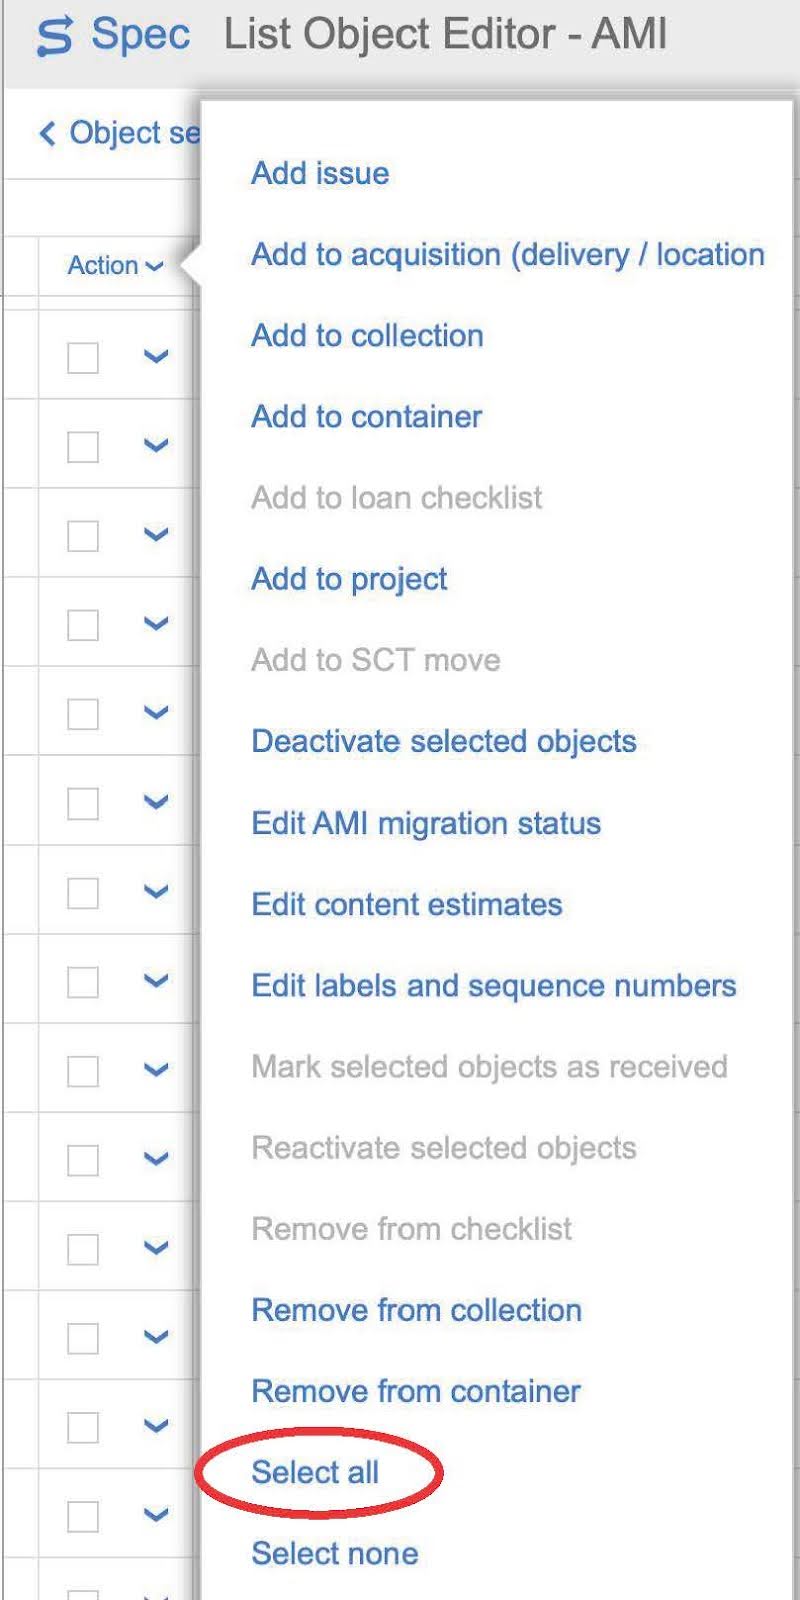 Spec List Object Editor - AMI
Object se
Action
Add issue
Add to acquisition (delivery / location
Add to collection
Add to container
Add to loan checklist
Add to project
Add to SCT move
Deactivate selected objects
Edit AMI migration status
Edit content estimates
Edit labels and sequence numbers
Mark selected objects as received
Reactivate selected objects
Remove from checklist
Remove from collection
Remove from container
Select all
Select none